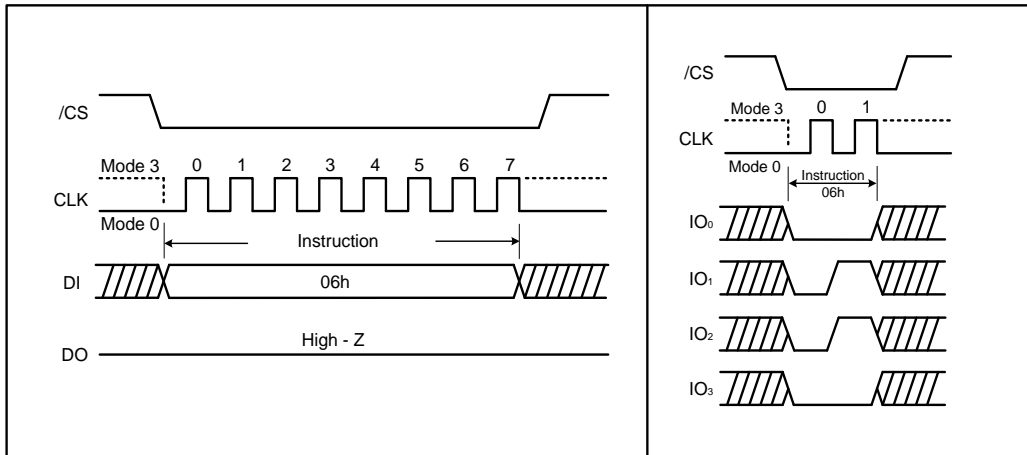 /CS
Mode 3 0 1 2 3 4 5 6 7
CLK
Mode 0
Instruction
DI 06h
High - Z
DO
/CS
Mode 3 0 1
CLK
Mode 0 Instruction
06h
IO₀
IO₁
IO₂
IO₃